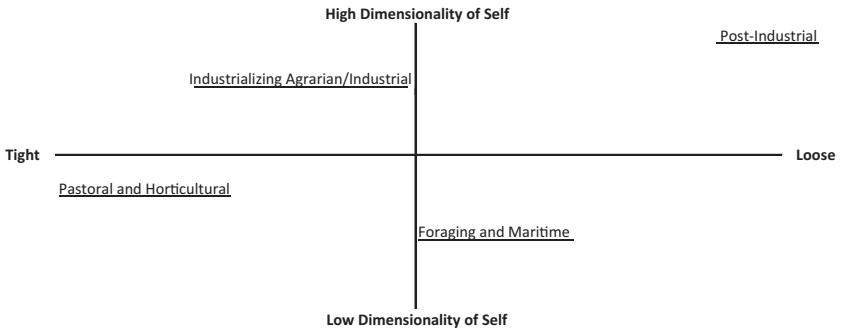 High Dimensionality of Self
Post-Industrial
Industrializing Agrarian/Industrial
Tight
Loose
Pastoral and Horticultural
Foraging and Maritime
Low Dimensionality of Self